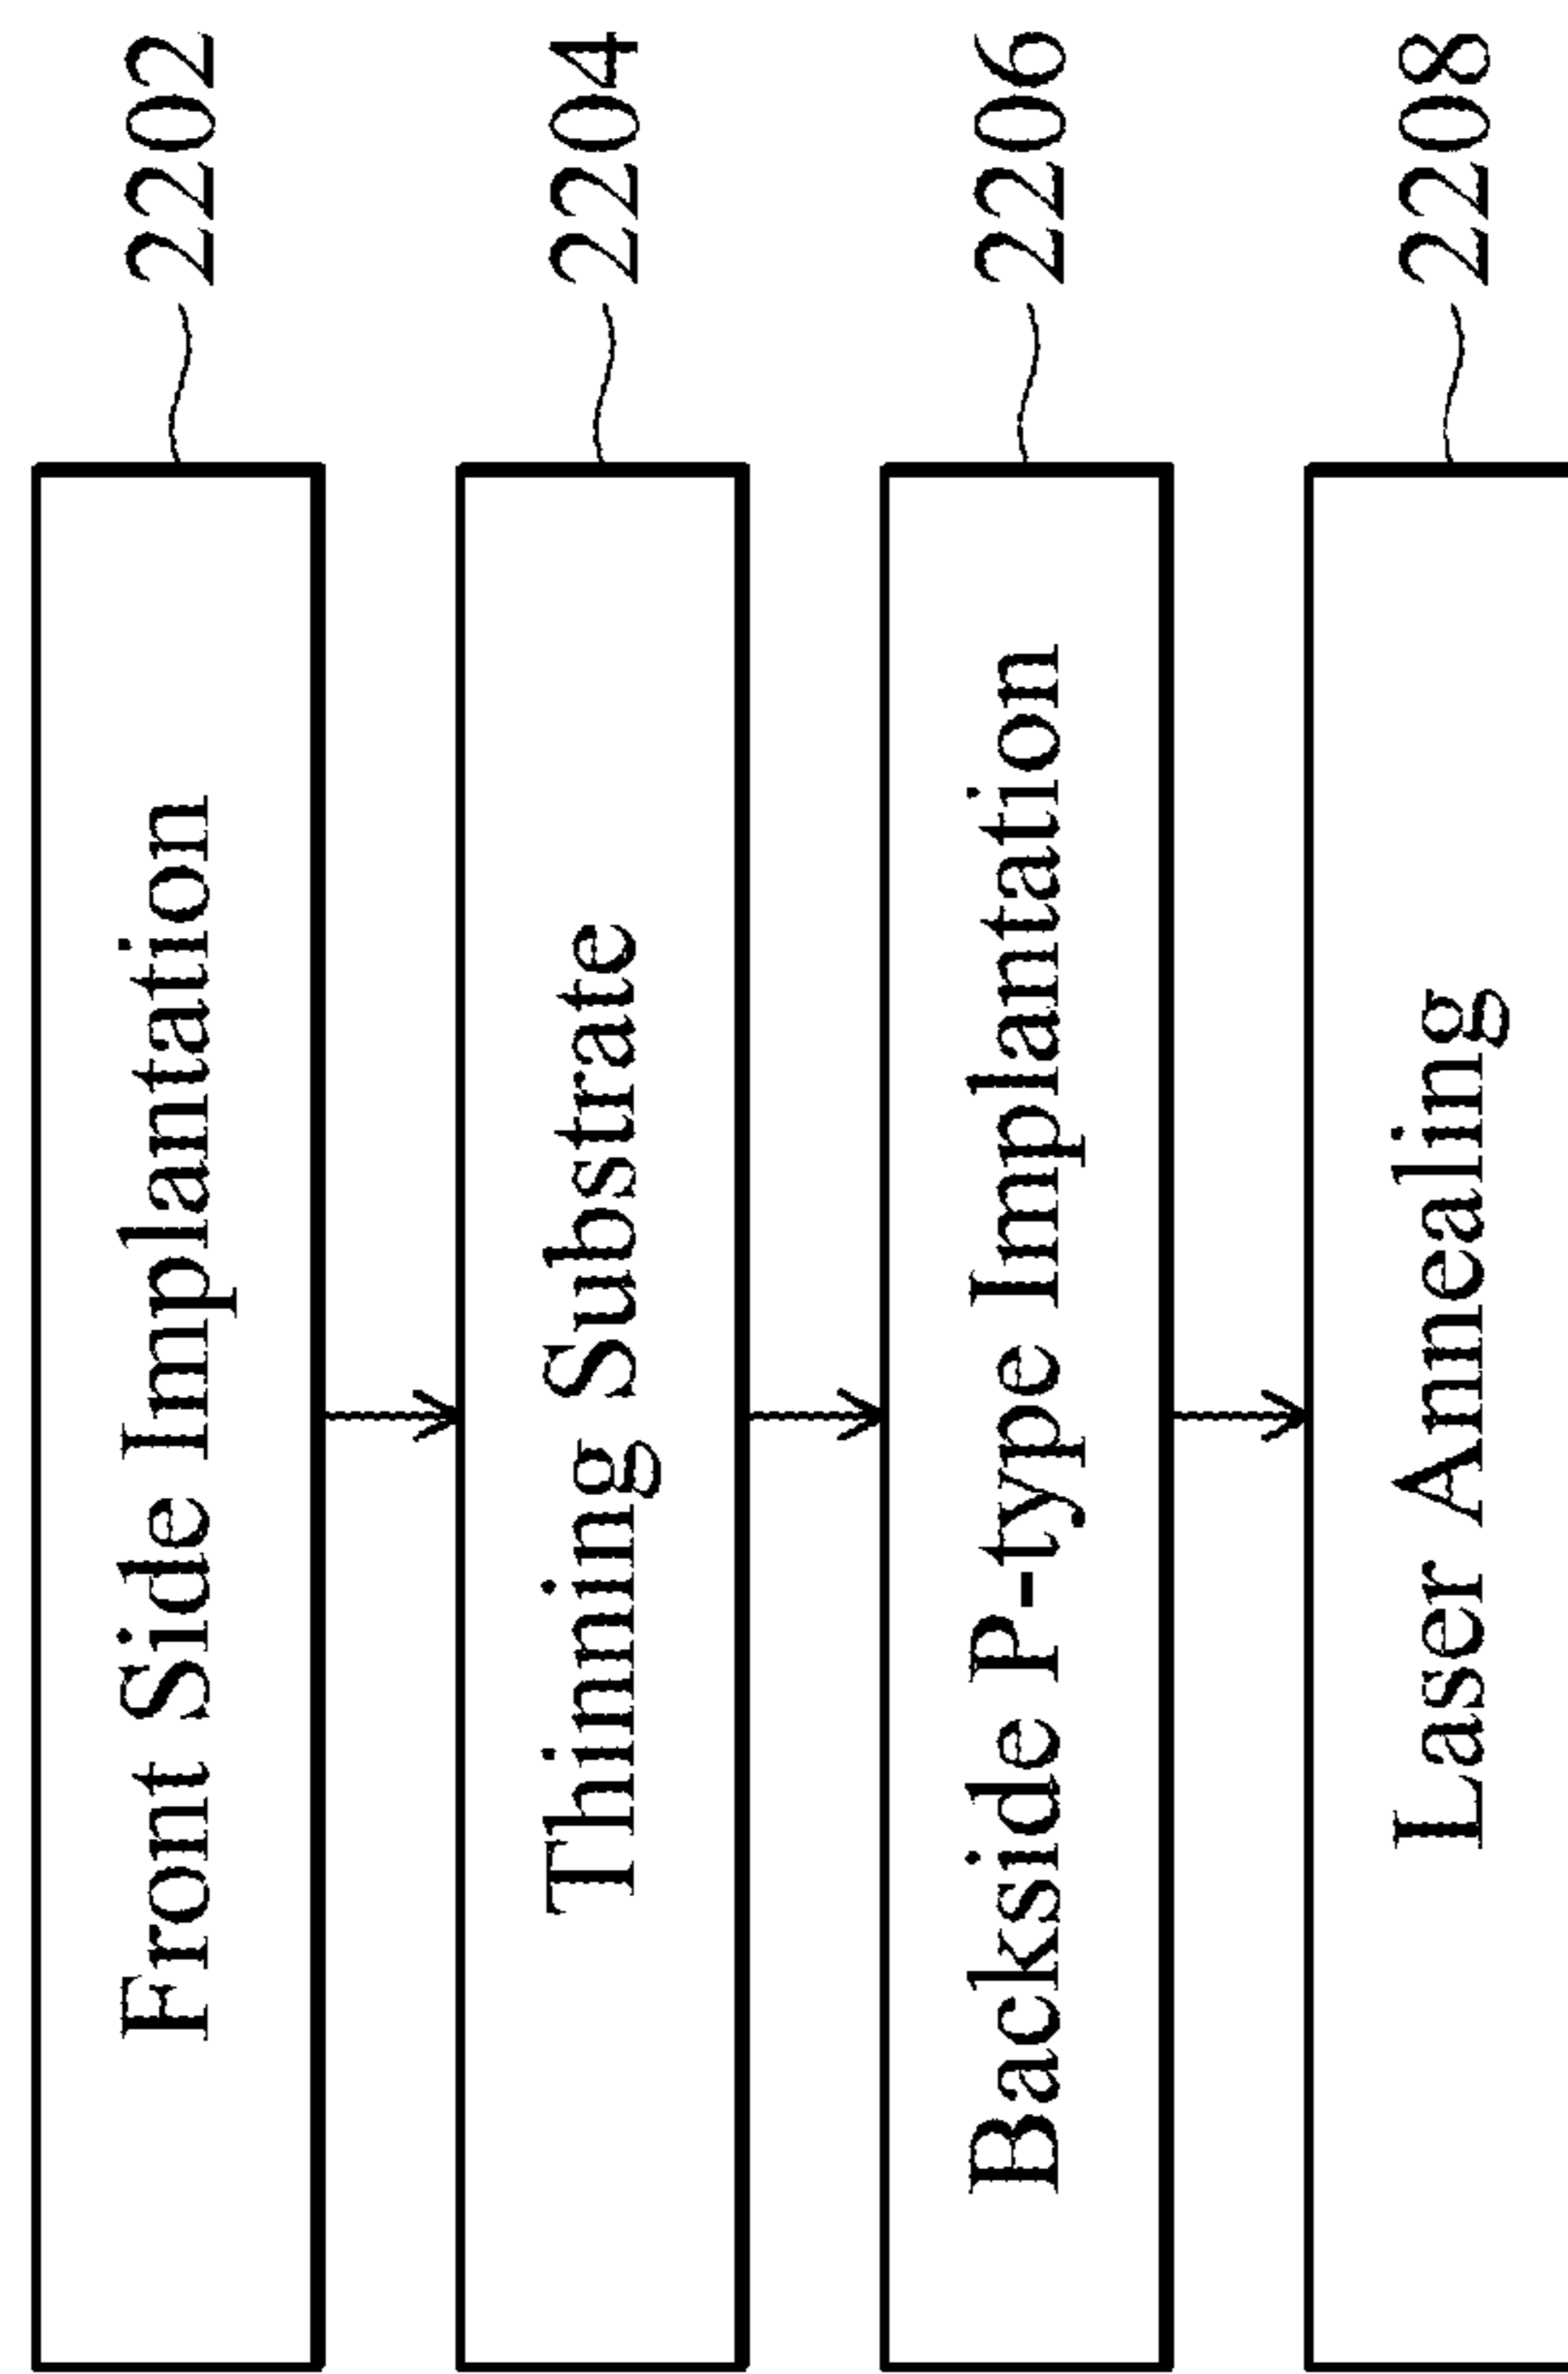 Front Side Implantation
2202
Thinning Substrate
2204
Backside P-type Implantation
2206
Laser Annealing
2208